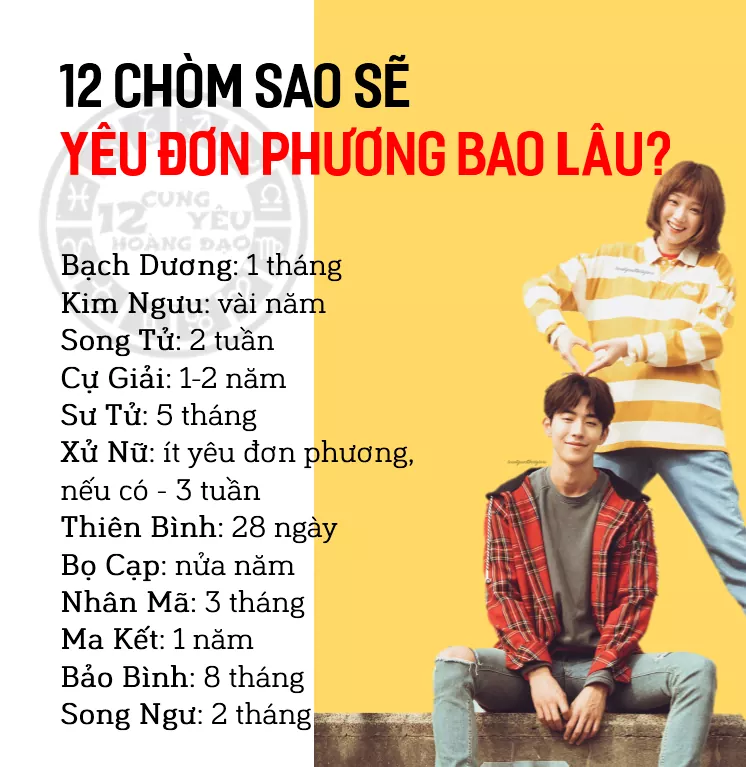 12 CHÒM SAO SẼ
YÊU ĐƠN PHƯƠNG BAO LÂU?
CUNG
12 YÊU
HOÀNG ĐẠO
Bạch Dương: 1 tháng
Kim Ngưu: vài năm
Song Tử: 2 tuần
Cự Giải: 1-2 năm
Sư Tử: 5 tháng
Xử Nữ: ít yêu đơn phương,
nếu có - 3 tuần
Thiên Bình: 28 ngày
Bọ Cạp: nửa năm
Nhân Mã: 3 tháng
Ma Kết: 1 năm
Bảo Bình: 8 tháng
Song Ngư: 2 tháng